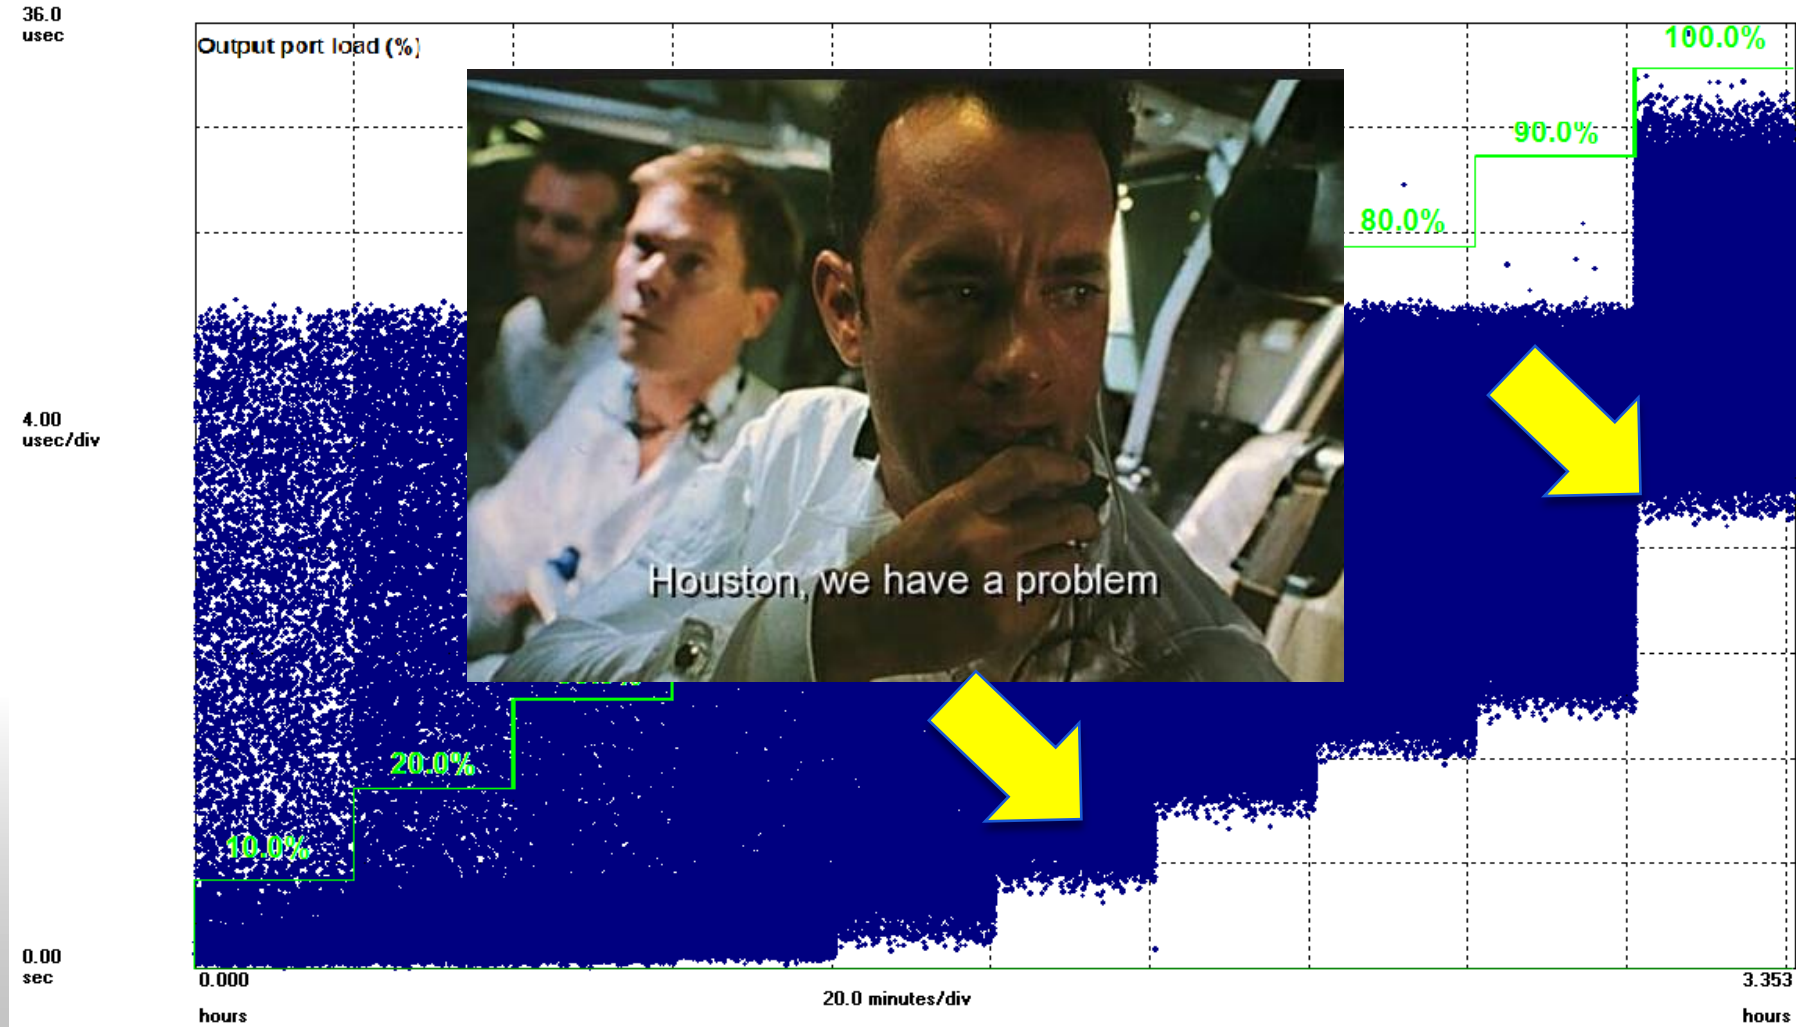 36.0
usec
Output port load (%)
100.0%
90.0%
80.0%
4.00
usec/div
Houston, we have a problem
20.0%
10.0%
0.00
sec
0.000
hours
20.0 minutes/div
3.353
hours